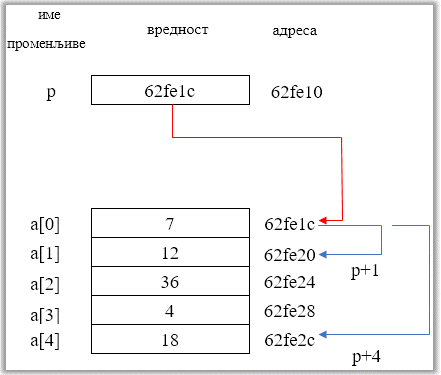 име
променљиве
вредност
адреса
p
62fe1c
62fe10
a[0]
7
62fe1c
a[1]
12
62fe20
p+1
a[2]
36
62fe24
a[3]
4
62fe28
a[4]
18
62fe2c
p+4